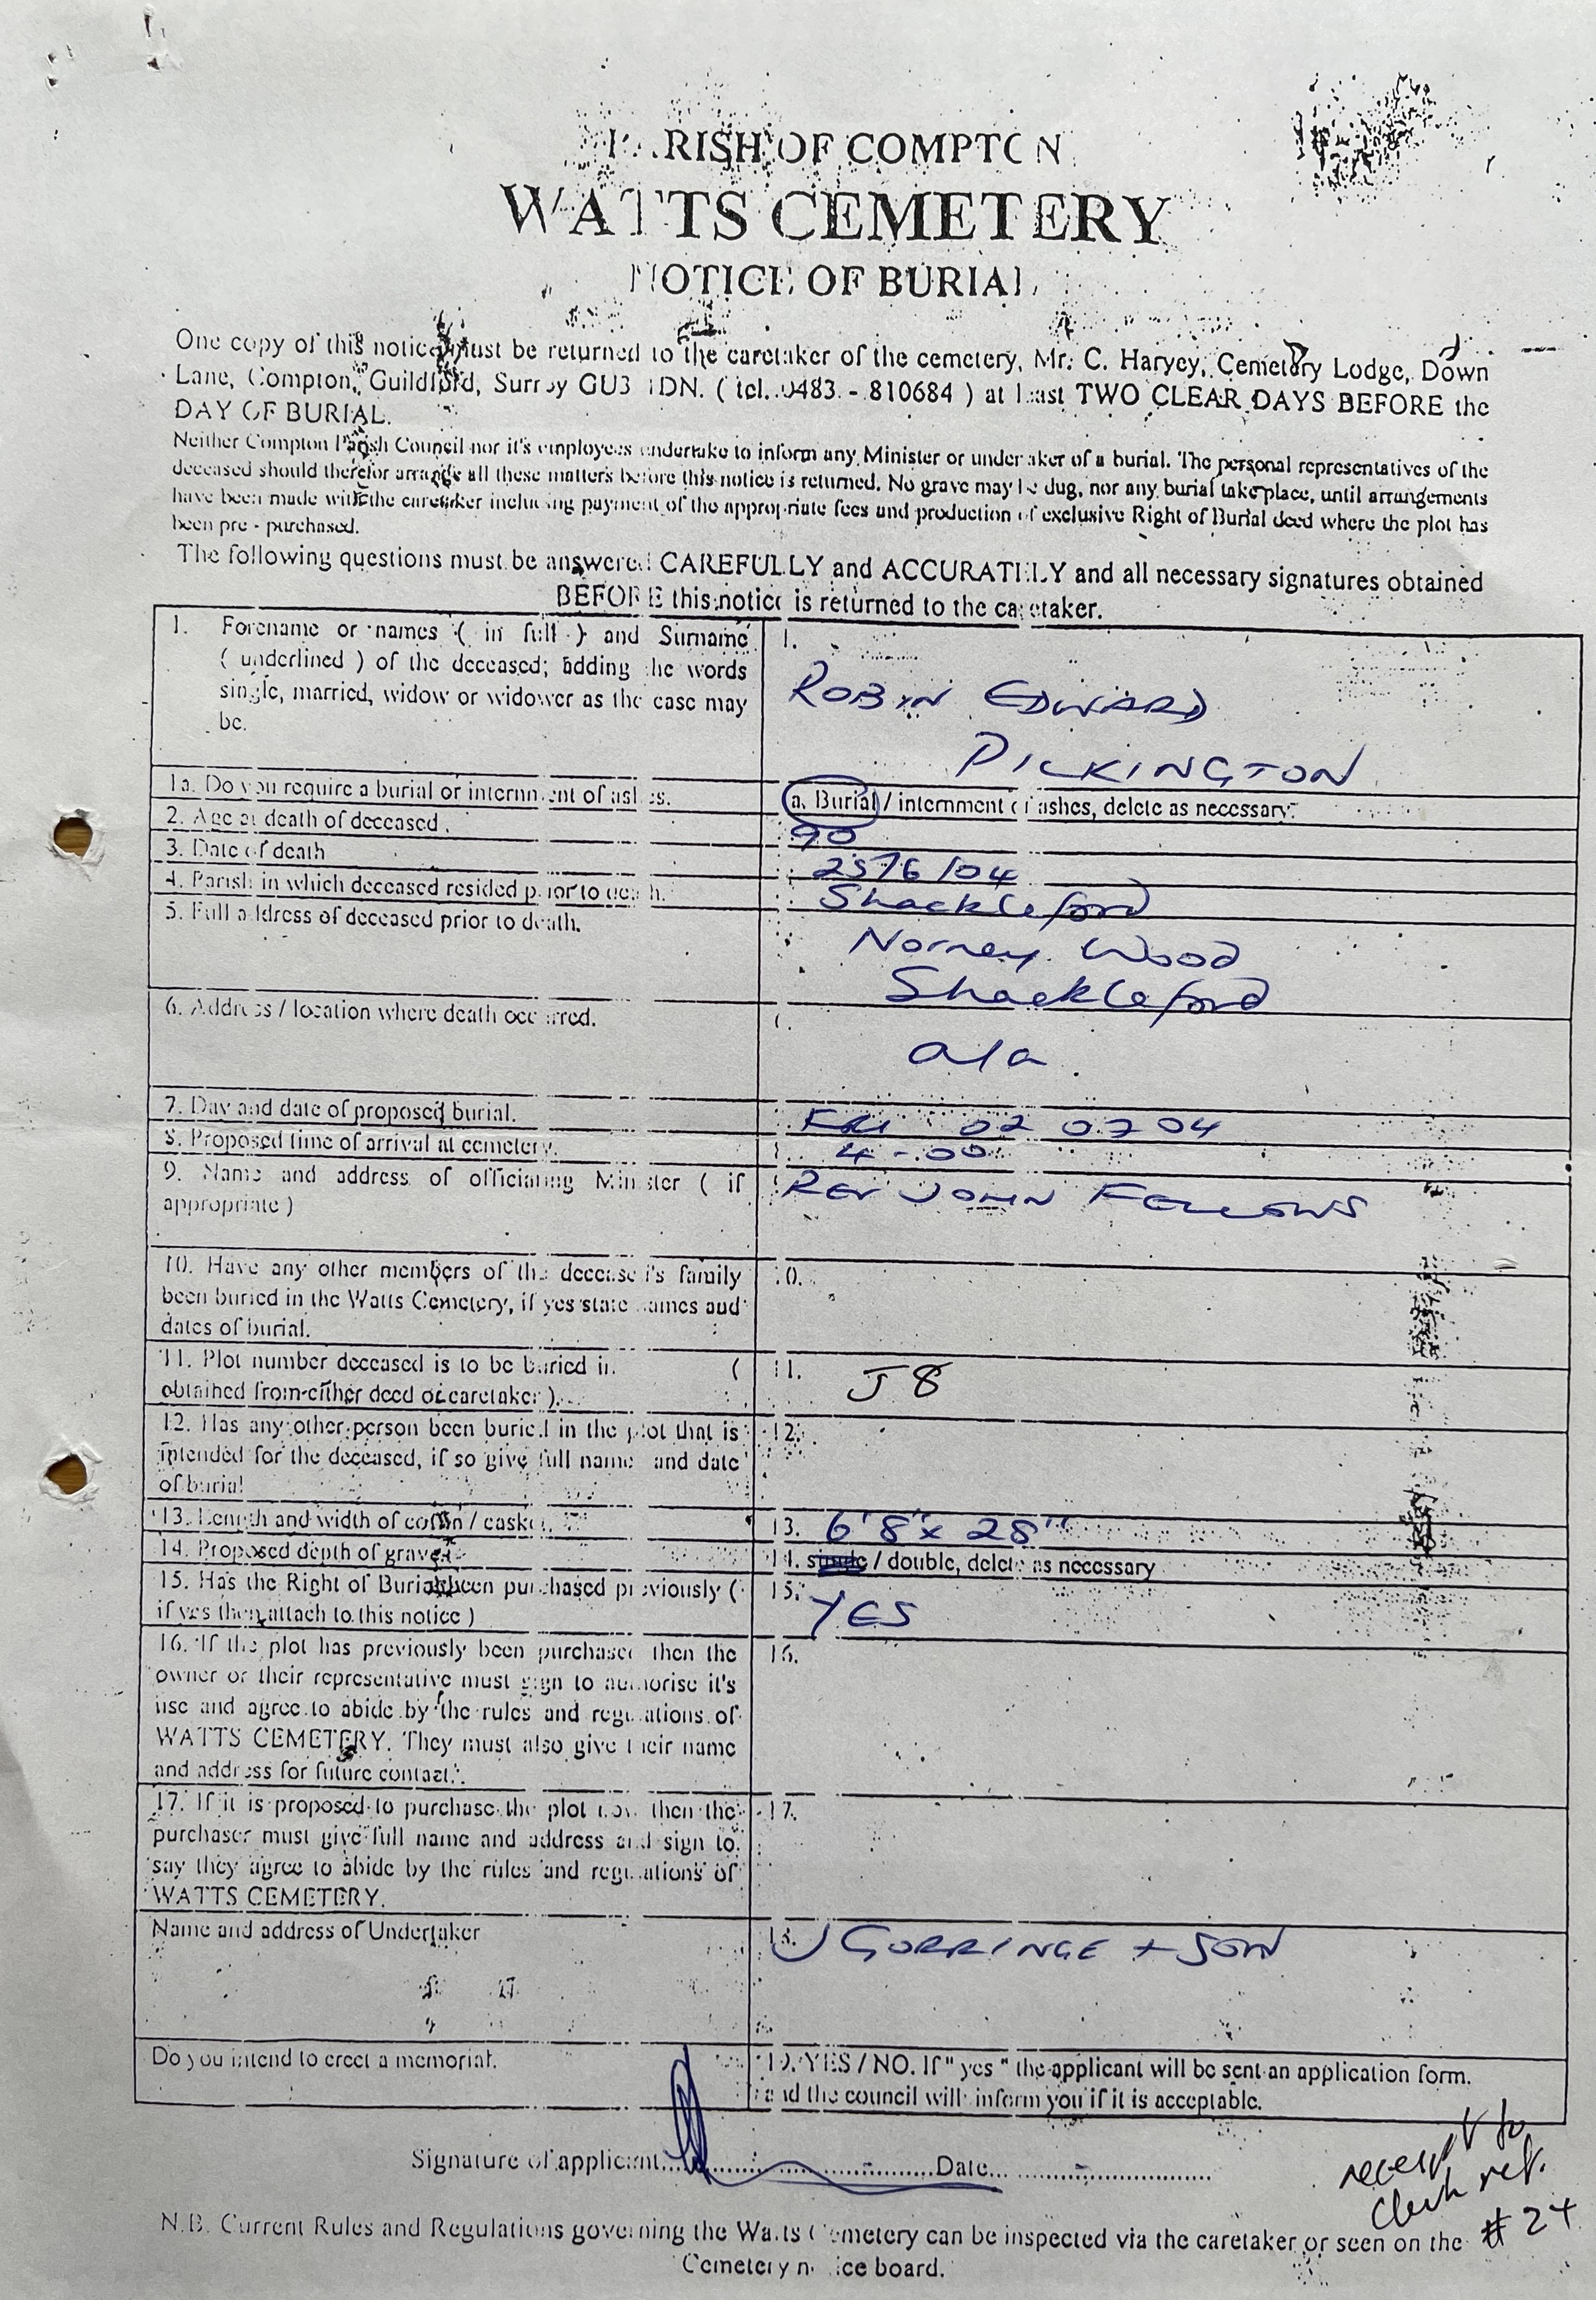 PARISH OF COMPTON
WATTS CEMETERY
NOTICE OF BURIAL
One copy of this notice must be returned to the caretaker of the cemetery, Mr. C. Harvey, Cemetery Lodge, Down
Lane, Compton, Guildford, Surrey GU3 1DN. ( tel. 0483 - 810684 ) at least TWO CLEAR DAYS BEFORE the
DAY OF BURIAL.
Neither Compton Parish Council nor it's employees undertake to inform any Minister or undertaker of a burial. The personal representatives of the
deceased should therefor arrange all these matters before this notice is returned. No grave may be dug, nor any burial take place, until arrangements
have been made with the caretaker including payment of the appropriate fees and production of exclusive Right of Burial deed where the plot has
been pre - purchased.
The following questions must be answered CAREFULLY and ACCURATELY and all necessary signatures obtained
BEFORE this notice is returned to the caretaker.
1. Forename or names ( in full ) and Surname
( underlined ) of the deceased; adding the words
single, married, widow or widower as the case may
be.
1.
ROBIN EDWARD
PILKINGTON
1a. Do you require a burial or internment of ashes.
a. Burial / internment of ashes, delete as necessary.
2. Age at death of deceased.
90
3. Date of death
25/6/04
4. Parish in which deceased resided prior to death.
Shackleford
5. Full address of deceased prior to death.
Norney Wood
Shackleford
6. Address / location where death occurred.
a/a
7. Day and date of proposed burial.
FRI 02 07 04
8. Proposed time of arrival at cemetery.
4-00
9. Name and address of officiating Minister ( if
appropriate )
REV JOHN FELLOWS
10. Have any other members of the deceased's family
been buried in the Watts Cemetery, if yes state names and
dates of burial.
10.
11. Plot number deceased is to be buried in (
obtained from either deed or caretaker ).
11. J8
12. Has any other person been buried in the plot that is
intended for the deceased, if so give full name and date
of burial
12.
13. Length and width of coffin / casket.
13. 6'8" x 28"
14. Proposed depth of grave
14. single / double, delete as necessary
15. Has the Right of Burial been purchased previously (
if yes then attach to this notice )
15. YES
16. If the plot has previously been purchased then the
owner or their representative must sign to authorise it's
use and agree to abide by the rules and regulations of
WATTS CEMETERY. They must also give their name
and address for future contact.
16.
17. If it is proposed to purchase the plot now then the
purchaser must give full name and address and sign to
say they agree to abide by the rules and regulations of
WATTS CEMETERY.
17.
Name and address of Undertaker
18. J GORRINGE + SON
Do you intend to erect a memorial.
19. YES / NO. If " yes " the applicant will be sent an application form.
and the council will inform you if it is acceptable.
Signature of applicant..............................Date..............................
receipt to
Clerk ref.
# 24
N.B. Current Rules and Regulations governing the Watts Cemetery can be inspected via the caretaker or seen on the
Cemetery notice board.